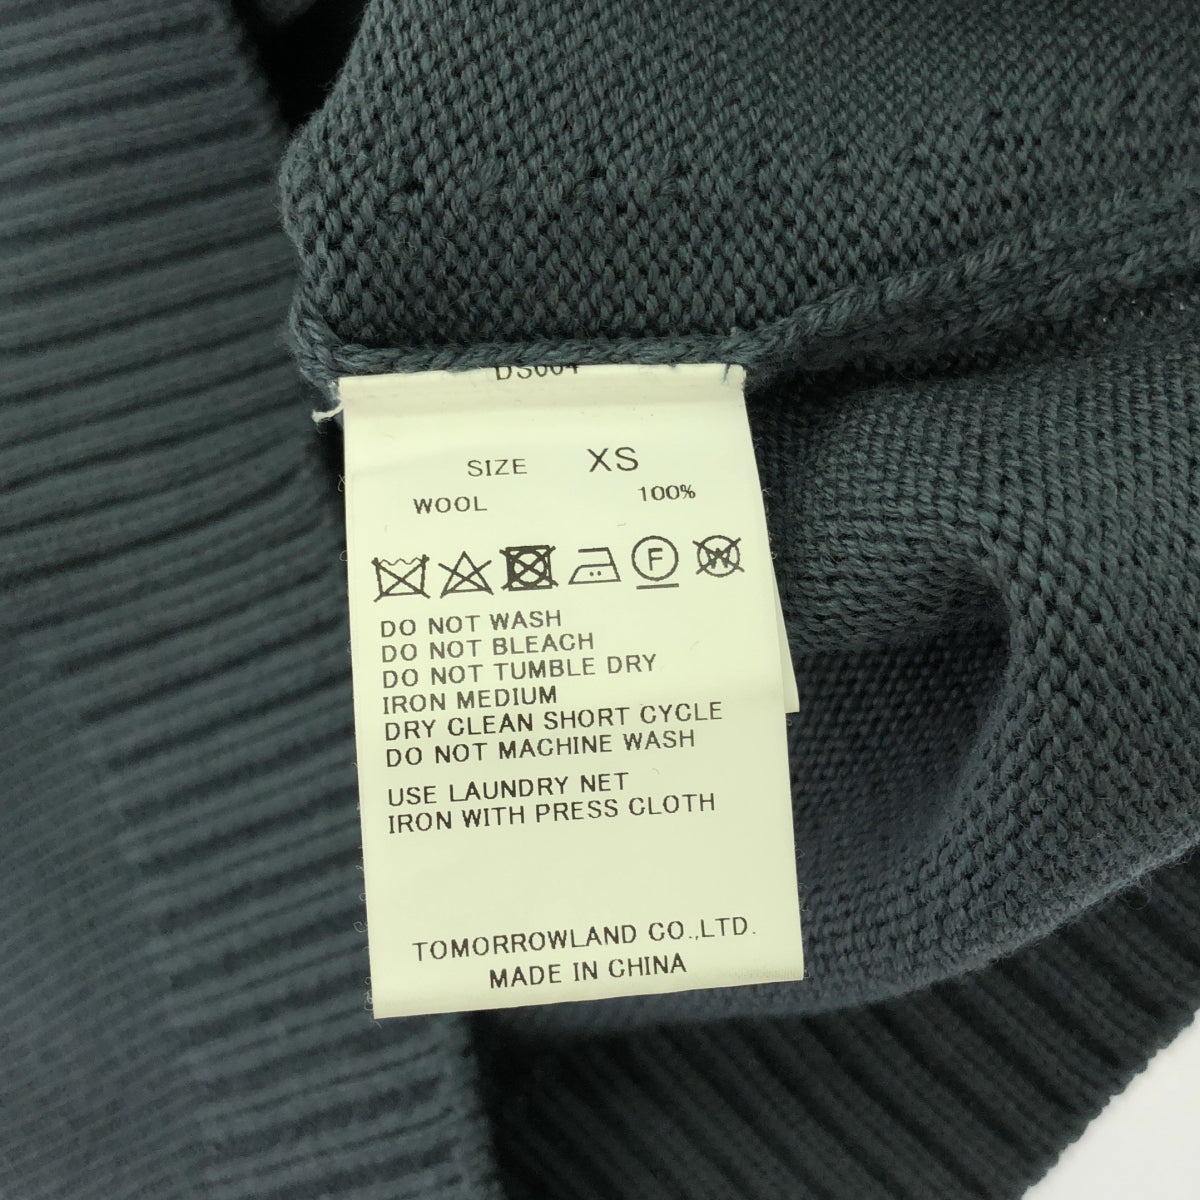 DS004
SIZE XS
WOOL 100%
F W
DO NOT WASH
DO NOT BLEACH
DO NOT TUMBLE DRY
IRON MEDIUM
DRY CLEAN SHORT CYCLE
DO NOT MACHINE WASH
USE LAUNDRY NET
IRON WITH PRESS CLOTH
TOMORROWLAND CO.,LTD.
MADE IN CHINA